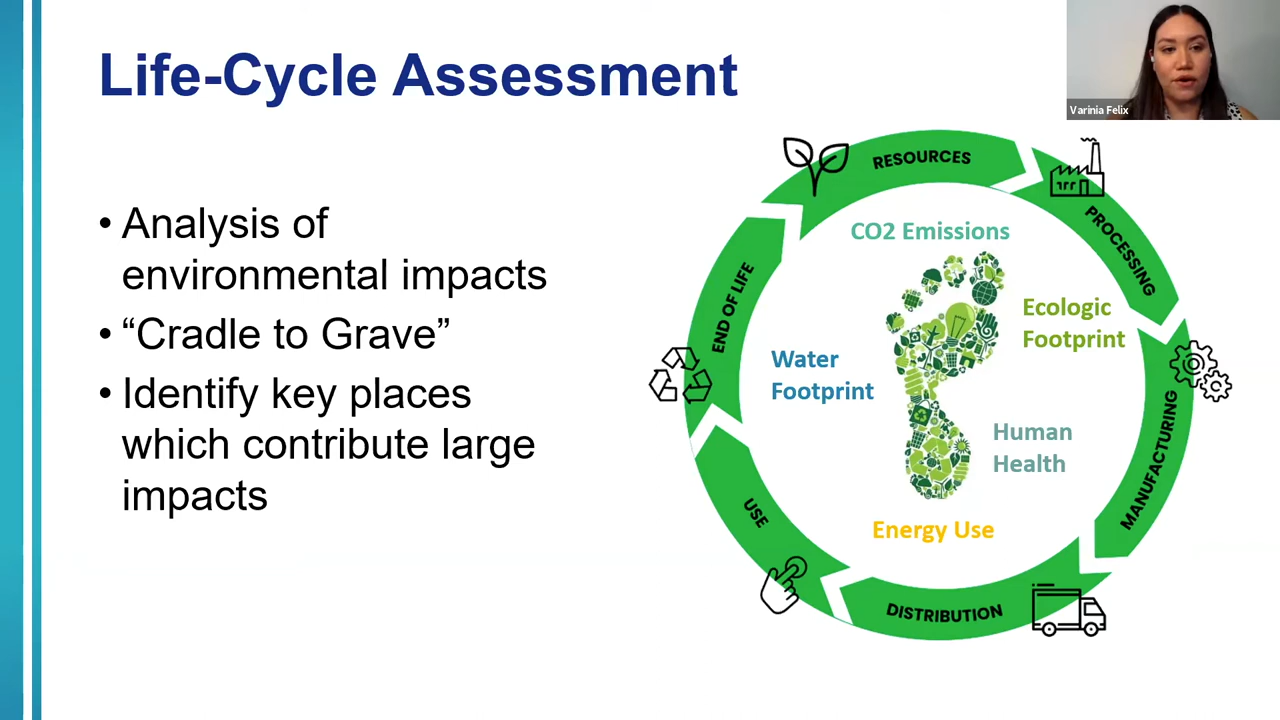 Life-Cycle Assessment
Varinia Felix
• Analysis of
environmental impacts
• “Cradle to Grave”
• Identify key places
which contribute large
impacts
RESOURCES
PROCESSING
MANUFACTURING
DISTRIBUTION
USE
END OF LIFE
CO2 Emissions
Ecologic
Footprint
Water
Footprint
Human
Health
Energy Use